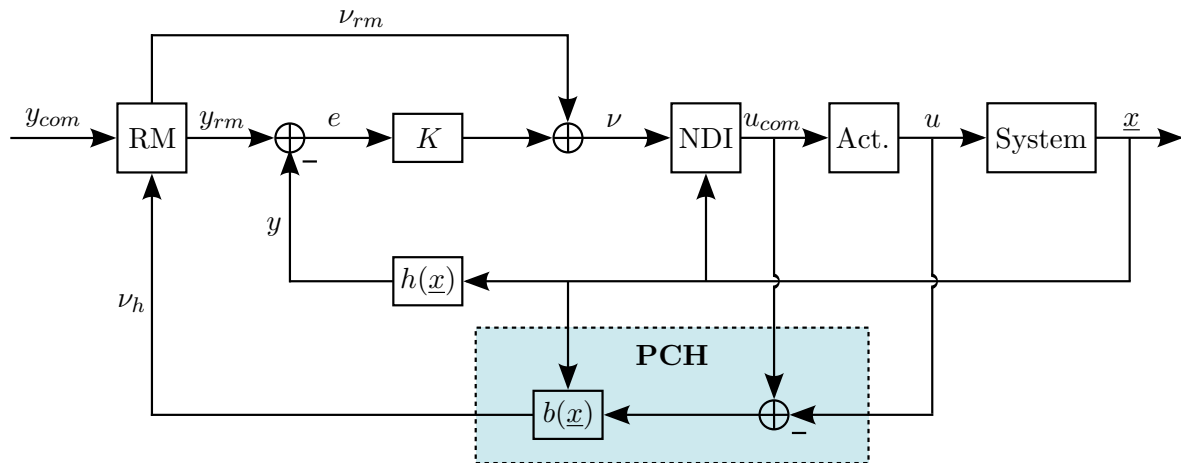 ν_rm
y_com
RM
y_rm
e
K
ν
NDI
u_com
Act.
u
System
x
y
h(x)
ν_h
PCH
b(x)